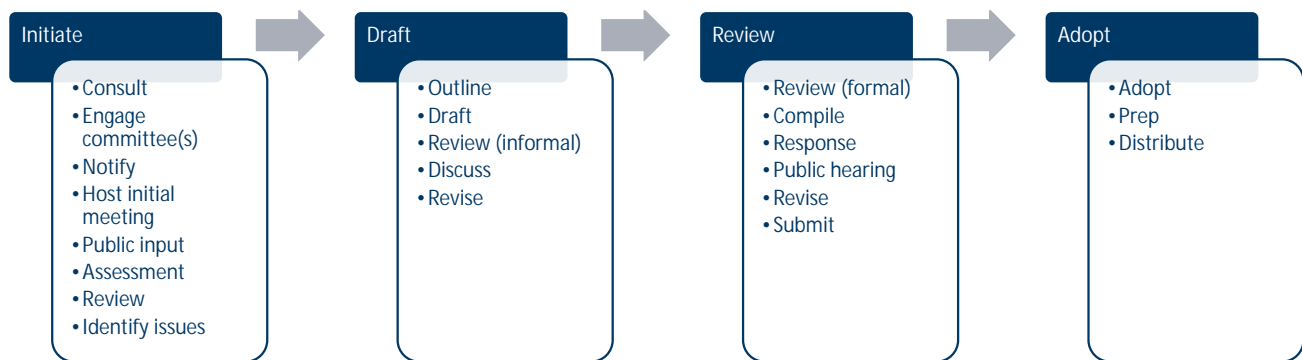 Initiate
• Consult
• Engage
committee(s)
• Notify
• Host initial
meeting
• Public input
• Assessment
• Review
• Identify issues
Draft
• Outline
• Draft
• Review (informal)
• Discuss
• Revise
Review
• Review (formal)
• Compile
• Response
• Public hearing
• Revise
• Submit
Adopt
• Adopt
• Prep
• Distribute